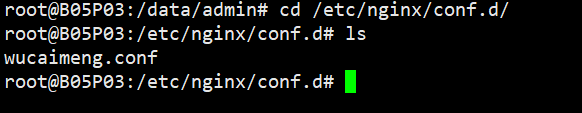 root@B05P03:/data/admin# cd /etc/nginx/conf.d/
root@B05P03:/etc/nginx/conf.d# ls
wucaimeng.conf
root@B05P03:/etc/nginx/conf.d#